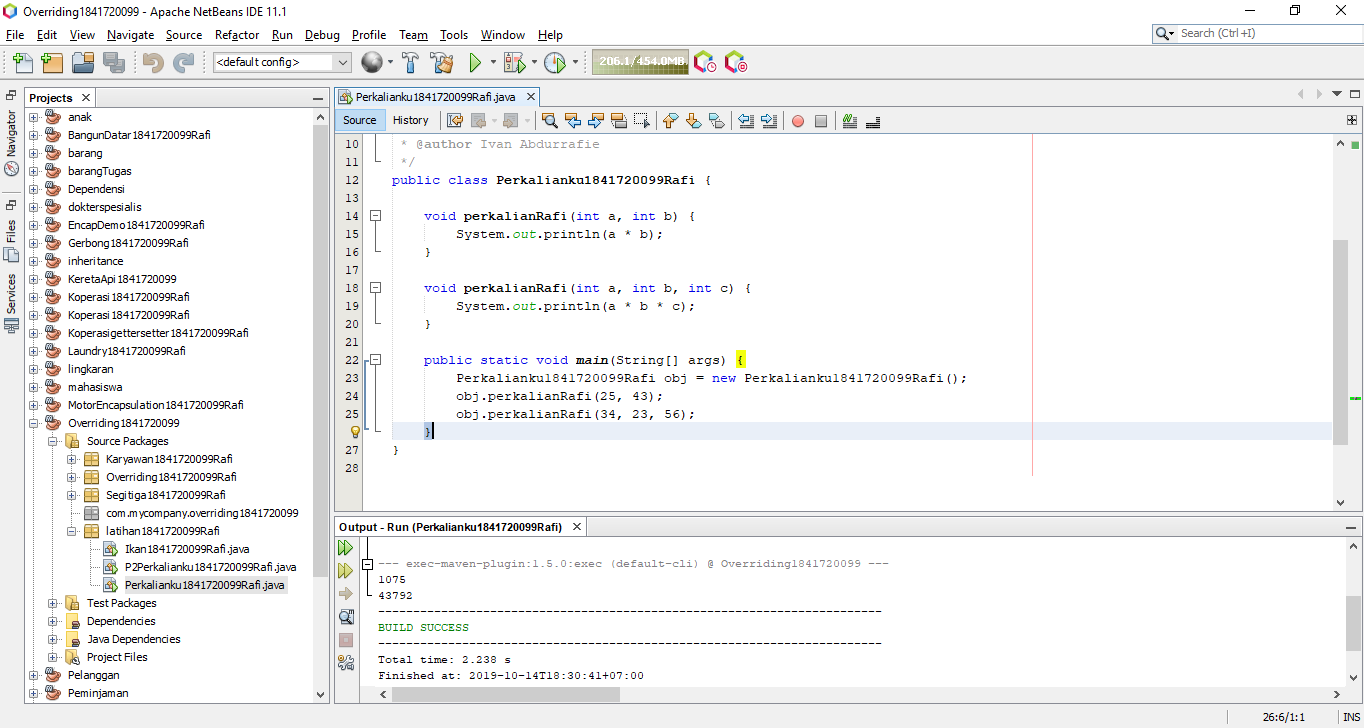 Overriding1841720099 - Apache NetBeans IDE 11.1
File Edit View Navigate Source Refactor Run Debug Profile Team Tools Window Help
Search (Ctrl+I)
<default config>
206.1/454.0MB
Projects
Navigator
Files
Services
anak
BangunDatar1841720099Rafi
barang
barangTugas
Dependensi
dokterspesialis
EncapDemo1841720099Rafi
Gerbong1841720099Rafi
inheritance
KeretaApi1841720099
Koperasi1841720099Rafi
Koperasi1841720099Rafi
Koperasigettersetter1841720099Rafi
Laundry1841720099Rafi
lingkaran
mahasiswa
MotorEncapsulation1841720099Rafi
Overriding1841720099
Source Packages
Karyawan1841720099Rafi
Overriding1841720099Rafi
Segitiga1841720099Rafi
com.mycompany.overriding1841720099
latihan1841720099Rafi
Ikan1841720099Rafi.java
P2Perkalianku1841720099Rafi.java
Perkalianku1841720099Rafi.java
Test Packages
Dependencies
Java Dependencies
Project Files
Pelanggan
Peminjaman
Perkalianku1841720099Rafi.java
Source History
10 * @author Ivan Abdurrafie
11 */
12 public class Perkalianku1841720099Rafi {
13
14 void perkalianRafi(int a, int b) {
15 System.out.println(a * b);
16 }
17
18 void perkalianRafi(int a, int b, int c) {
19 System.out.println(a * b * c);
20 }
21
22 public static void main(String[] args) {
23 Perkalianku1841720099Rafi obj = new Perkalianku1841720099Rafi();
24 obj.perkalianRafi(25, 43);
25 obj.perkalianRafi(34, 23, 56);
}
27 }
28
Output - Run (Perkalianku1841720099Rafi)
--- exec-maven-plugin:1.5.0:exec (default-cli) @ Overriding1841720099 ---
1075
43792
------------------------------------------------------------------------
BUILD SUCCESS
------------------------------------------------------------------------
Total time: 2.238 s
Finished at: 2019-10-14T18:30:41+07:00
26:6/1:1 INS